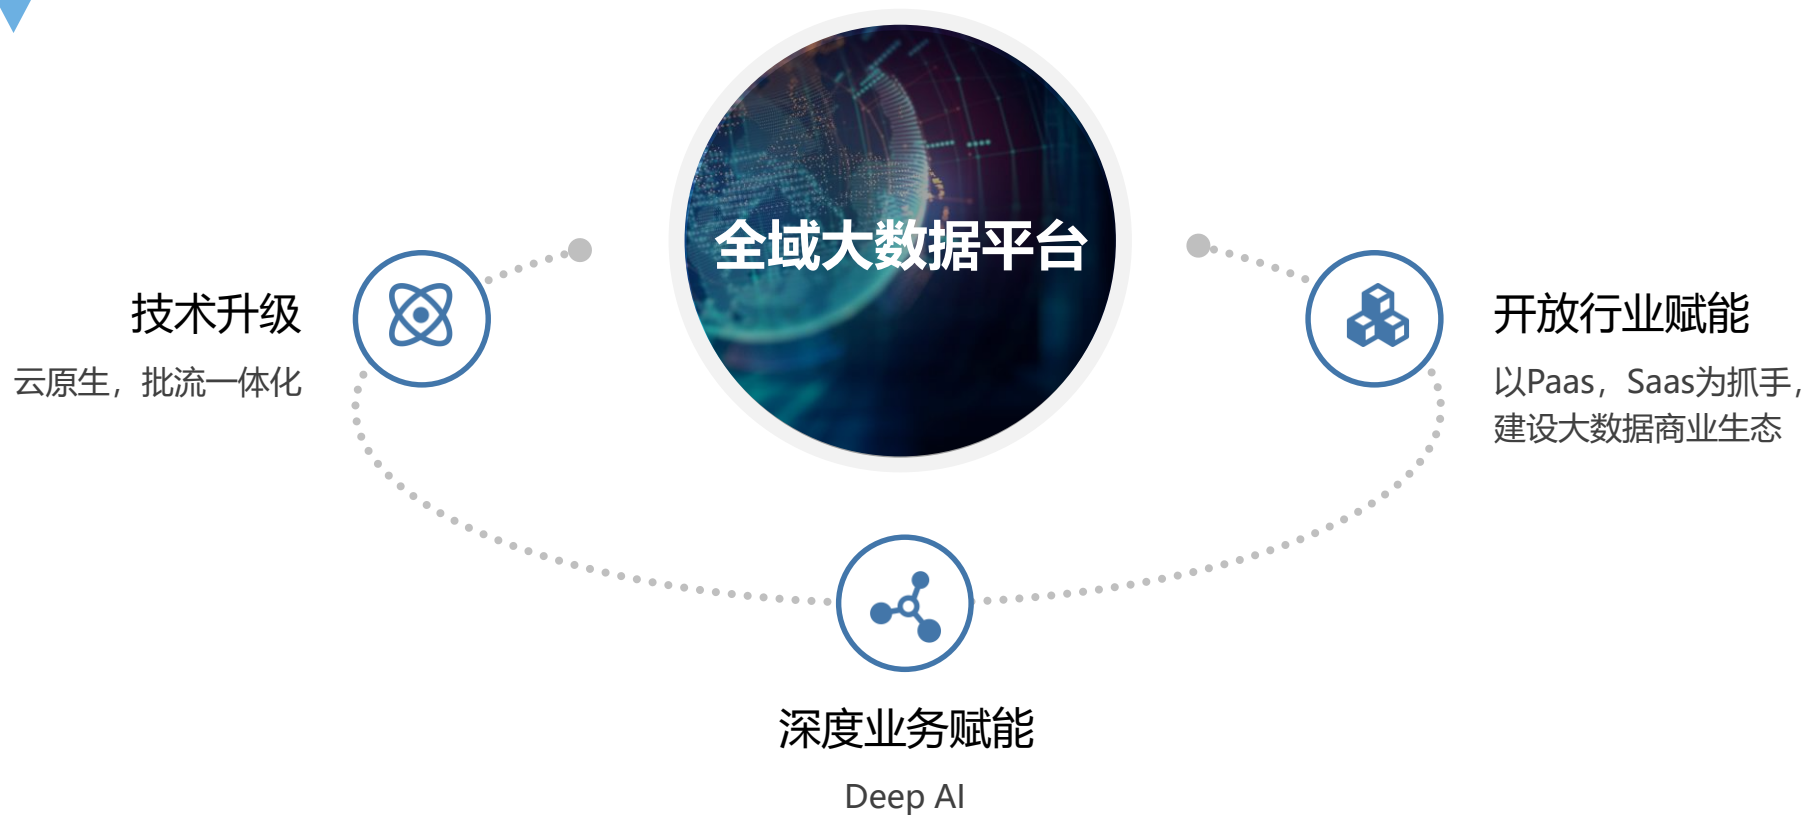 全域大数据平台
技术升级
云原生，批流一体化
开放行业赋能
以Paas，Saas为抓手，
建设大数据商业生态
深度业务赋能
Deep AI